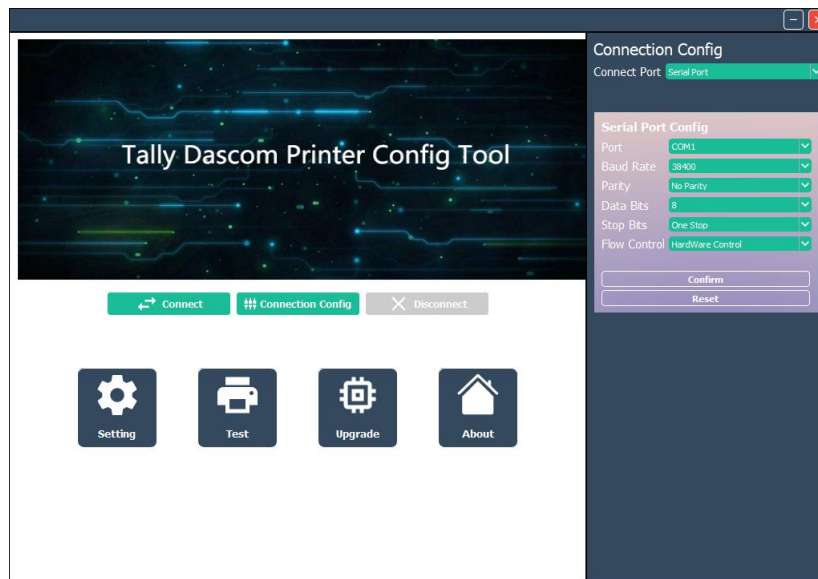 Connection Config
Connect Port Serial Port
Tally Dascom Printer Config Tool
Serial Port Config
Port COM1
Baud Rate 38400
Parity No Parity
Data Bits 8
Stop Bits One Stop
Flow Control HardWare Control
Confirm
Reset
Connect Connection Config Disconnect
Setting Test Upgrade About